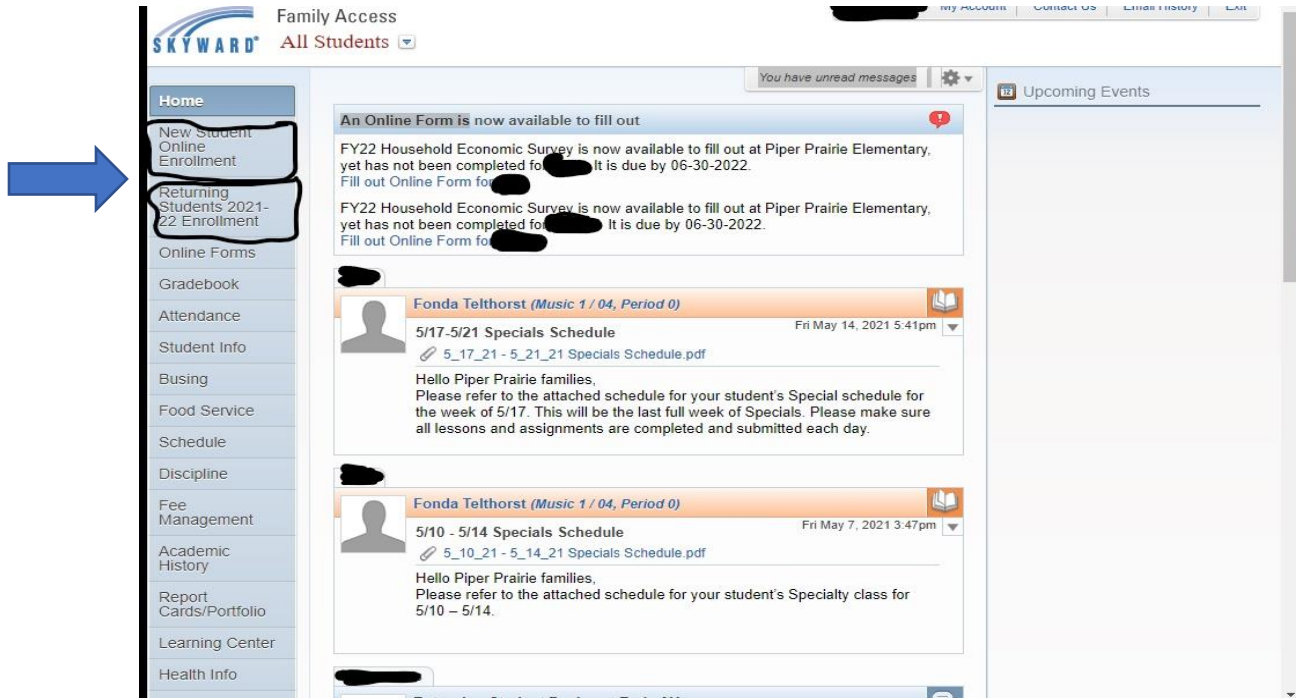 Family Access
My Account Contact Us Email History Exit
SKYWARD®
All Students
You have unread messages
Upcoming Events
Home
New Student
Online
Enrollment
Returning
Students 2021-
22 Enrollment
Online Forms
Gradebook
Attendance
Student Info
Busing
Food Service
Schedule
Discipline
Fee
Management
Academic
History
Report
Cards/Portfolio
Learning Center
Health Info
An Online Form is now available to fill out
FY22 Household Economic Survey is now available to fill out at Piper Prairie Elementary,
yet has not been completed for It is due by 06-30-2022.
Fill out Online Form for
FY22 Household Economic Survey is now available to fill out at Piper Prairie Elementary,
yet has not been completed for It is due by 06-30-2022.
Fill out Online Form for
Fonda Telthorst (Music 1 / 04, Period 0)
5/17-5/21 Specials Schedule
Fri May 14, 2021 5:41pm
5_17_21 - 5_21_21 Specials Schedule.pdf
Hello Piper Prairie families,
Please refer to the attached schedule for your student's Special schedule for
the week of 5/17. This will be the last full week of Specials. Please make sure
all lessons and assignments are completed and submitted each day.
Fonda Telthorst (Music 1 / 04, Period 0)
5/10 - 5/14 Specials Schedule
Fri May 7, 2021 3:47pm
5_10_21 - 5_14_21 Specials Schedule.pdf
Hello Piper Prairie families,
Please refer to the attached schedule for your student's Specialty class for
5/10 – 5/14.